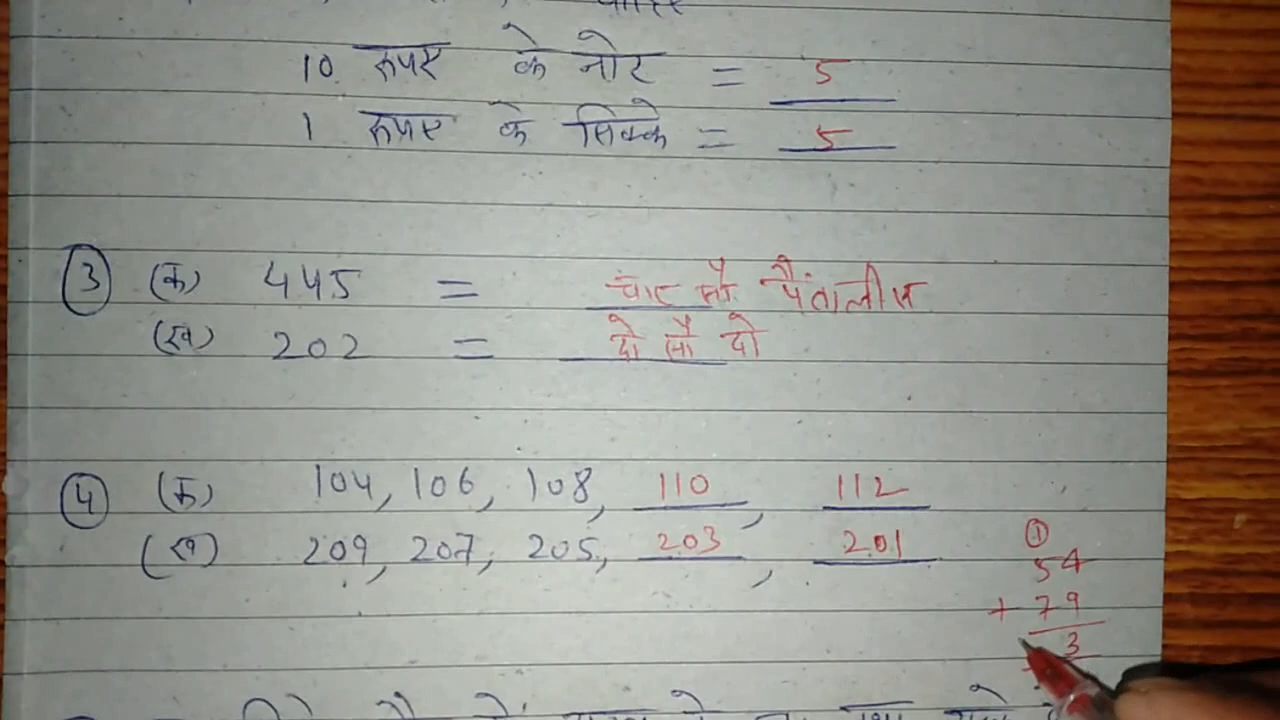 10 रुपए के नोट = 5
1 रुपए के सिक्के = 5
3 (क) 445 = चार सौ पैंतालीस
(ख) 202 = दो सौ दो
4 (क) 104, 106, 108, 110, 112
(ख) 209, 207, 205, 203, 201
1
54
+ 79
3